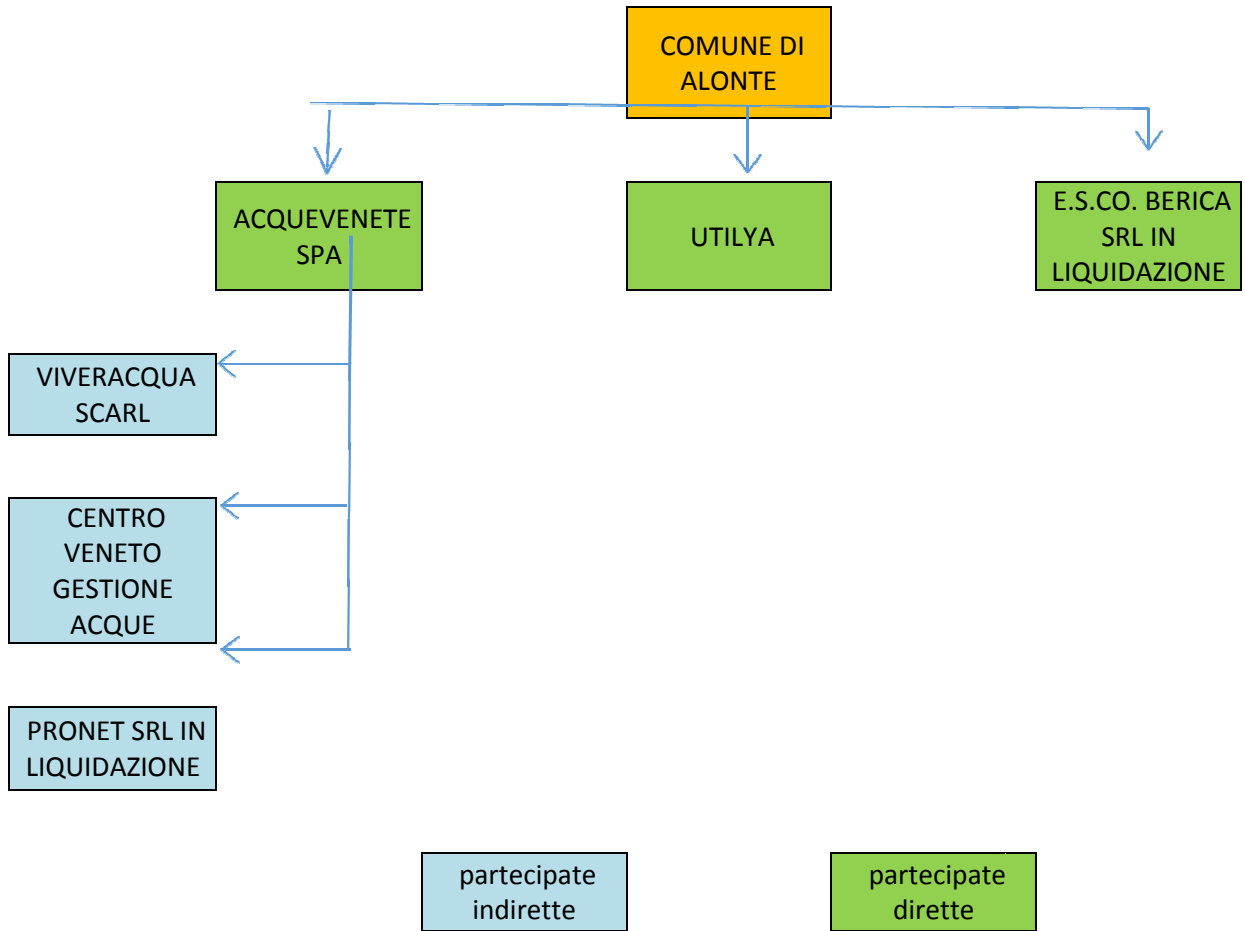 COMUNE DI
ALONTE
ACQUEVENETE
SPA
UTILYA
E.S.CO. BERICA
SRL IN
LIQUIDAZIONE
VIVERACQUA
SCARL
CENTRO
VENETO
GESTIONE
ACQUE
PRONET SRL IN
LIQUIDAZIONE
partecipate
indirette
partecipate
dirette